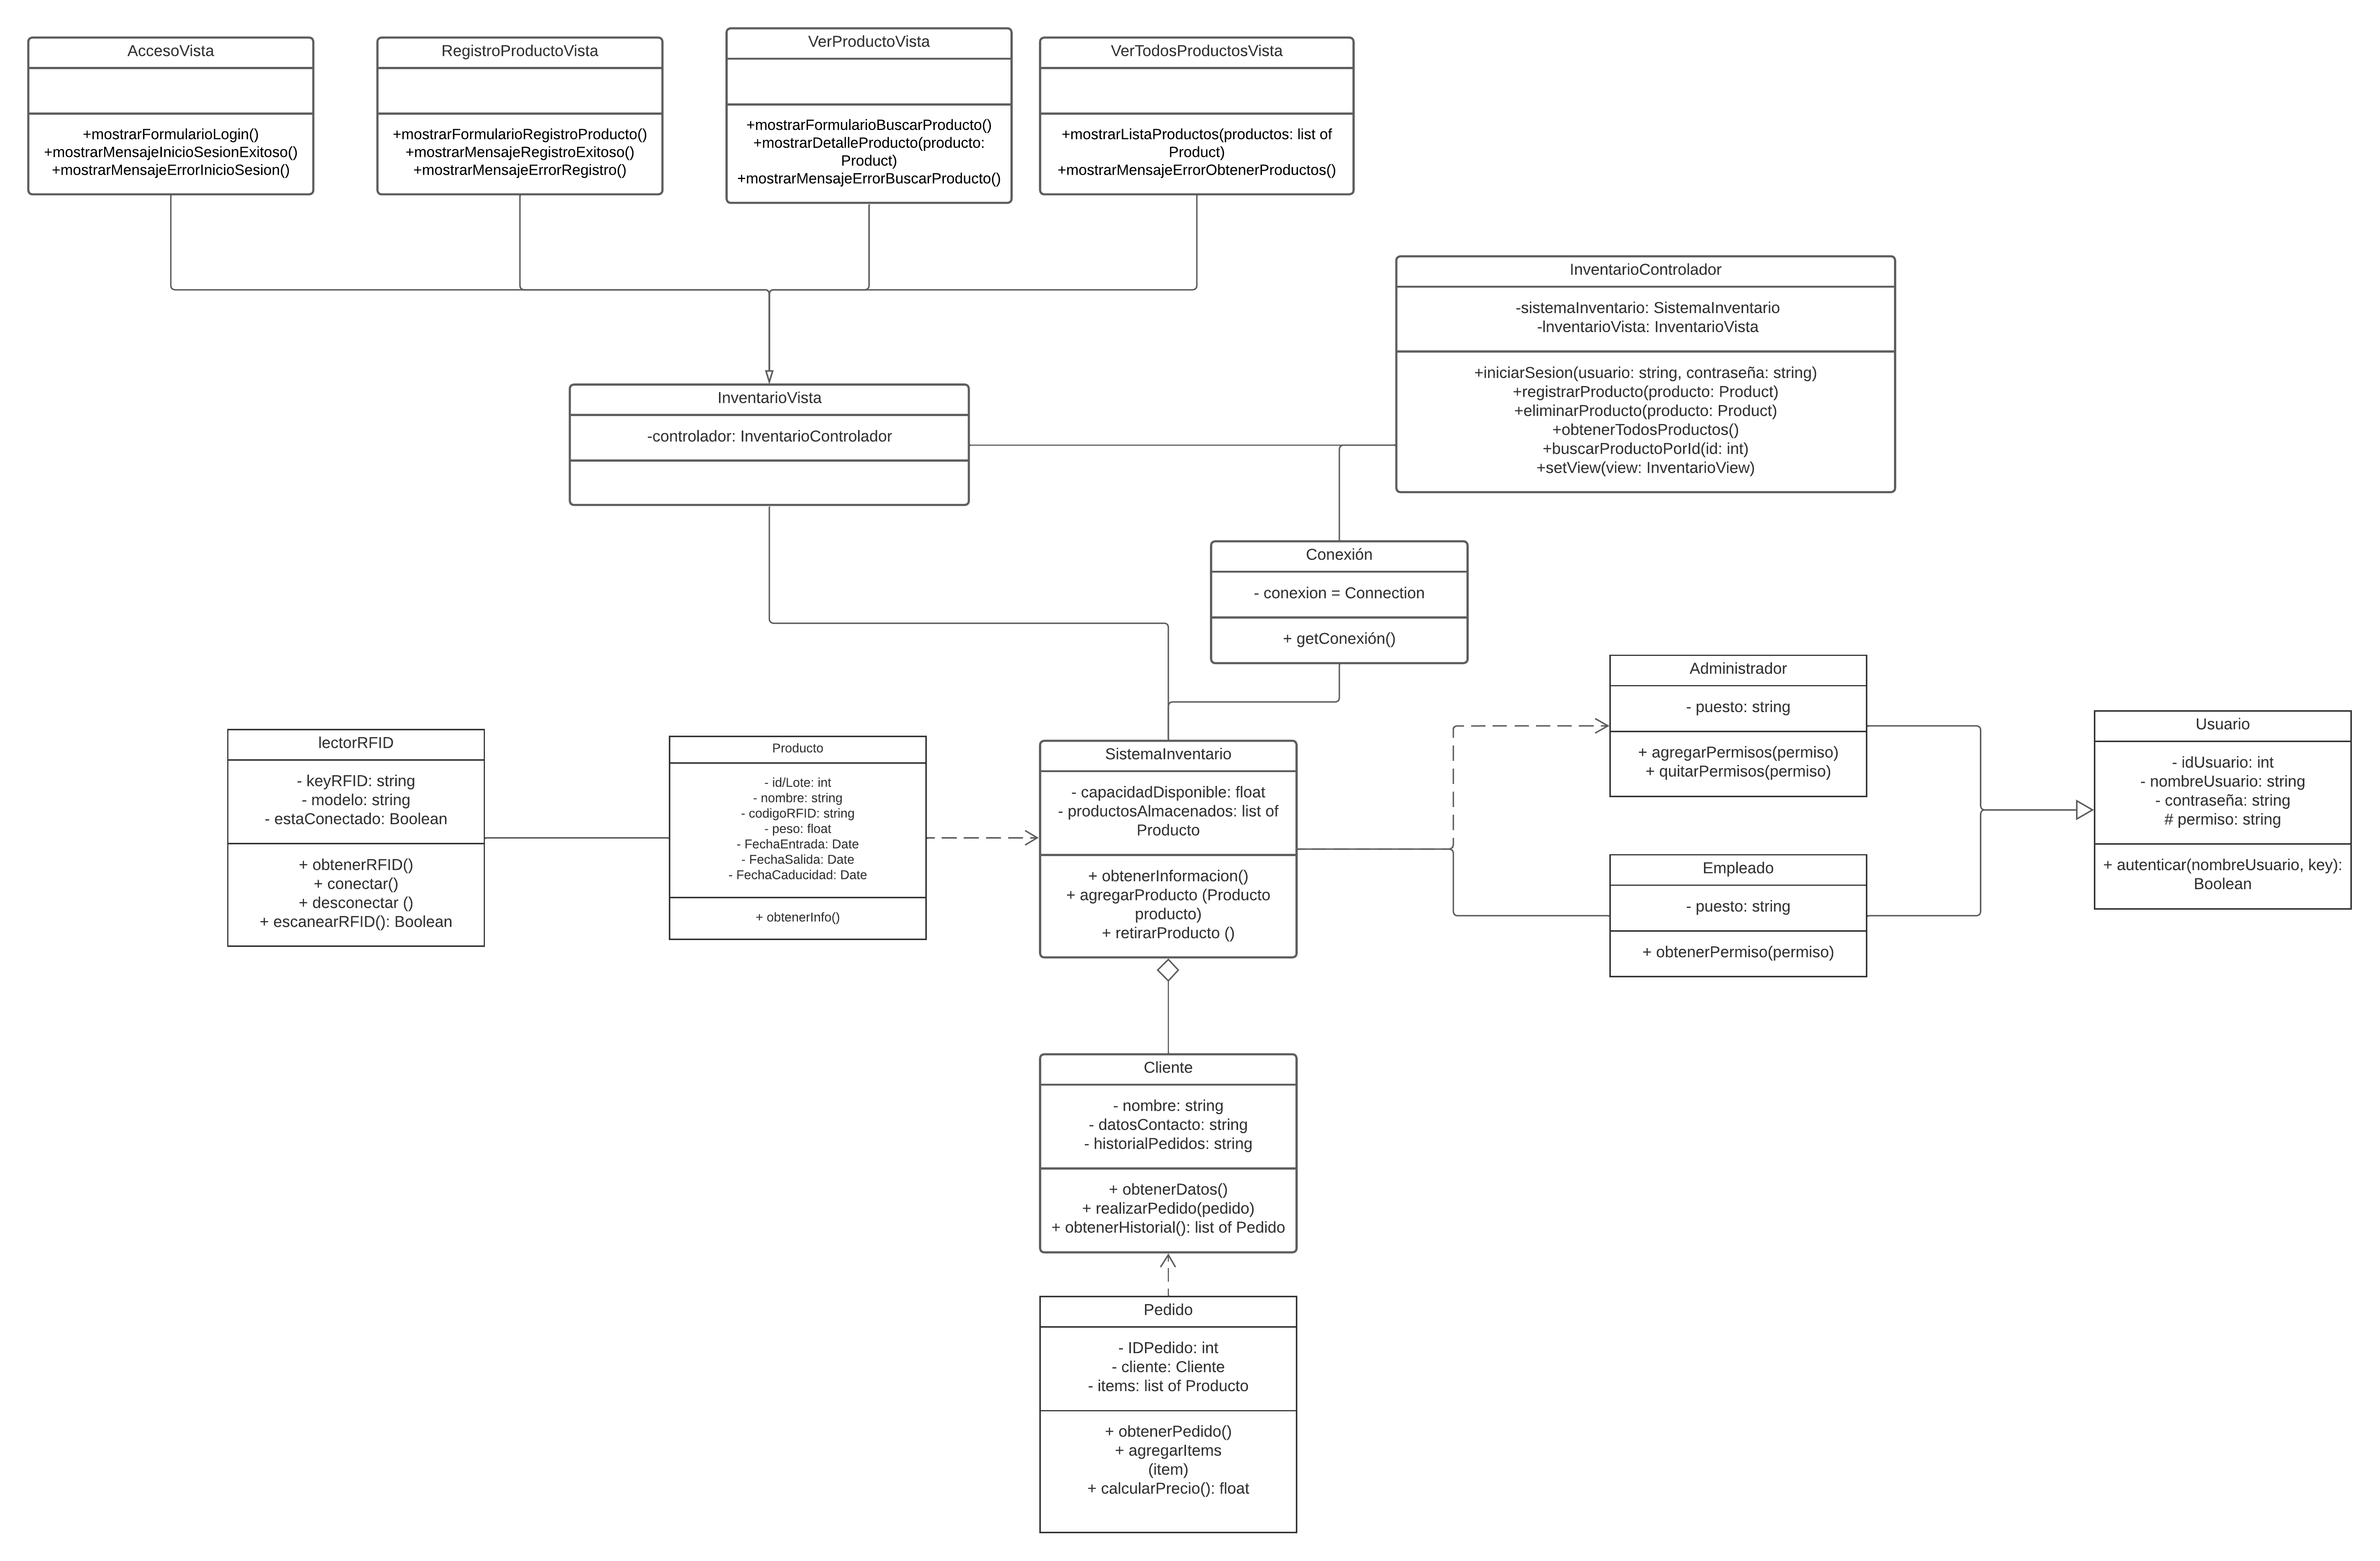 AccesoVista
+mostrarFormularioLogin()
+mostrarMensajeInicioSesionExitoso()
+mostrarMensajeErrorInicioSesion()
RegistroProductoVista
+mostrarFormularioRegistroProducto()
+mostrarMensajeRegistroExitoso()
+mostrarMensajeErrorRegistro()
VerProductoVista
+mostrarFormularioBuscarProducto()
+mostrarDetalleProducto(producto:
Product)
+mostrarMensajeErrorBuscarProducto()
VerTodosProductosVista
+mostrarListaProductos(productos: list of
Product)
+mostrarMensajeErrorObtenerProductos()
InventarioControlador
-sistemaInventario: SistemaInventario
-InventarioVista: InventarioVista
+iniciarSesion(usuario: string, contraseña: string)
+registrarProducto(producto: Product)
+eliminarProducto(producto: Product)
+obtenerTodosProductos()
+buscarProductoPorId(id: int)
+setView(view: InventarioView)
InventarioVista
-controlador: InventarioControlador
Conexión
- conexion = Connection
+ getConexión()
Administrador
- puesto: string
+ agregarPermisos(permiso)
+ quitarPermisos(permiso)
Usuario
- idUsuario: int
- nombreUsuario: string
- contraseña: string
# permiso: string
+ autenticar(nombreUsuario, key):
Boolean
lectorRFID
- keyRFID: string
- modelo: string
- estaConectado: Boolean
+ obtenerRFID()
+ conectar()
+ desconectar ()
+ escanearRFID(): Boolean
Producto
- id/Lote: int
- nombre: string
- codigoRFID: string
- peso: float
- FechaEntrada: Date
- FechaSalida: Date
- FechaCaducidad: Date
+ obtenerInfo()
SistemaInventario
- capacidadDisponible: float
- productosAlmacenados: list of
Producto
+ obtenerInformacion()
+ agregarProducto (Producto
producto)
+ retirarProducto ()
Empleado
- puesto: string
+ obtenerPermiso(permiso)
Cliente
- nombre: string
- datosContacto: string
- historialPedidos: string
+ obtenerDatos()
+ realizarPedido(pedido)
+ obtenerHistorial(): list of Pedido
Pedido
- IDPedido: int
- cliente: Cliente
- items: list of Producto
+ obtenerPedido()
+ agregarItems
(item)
+ calcularPrecio(): float